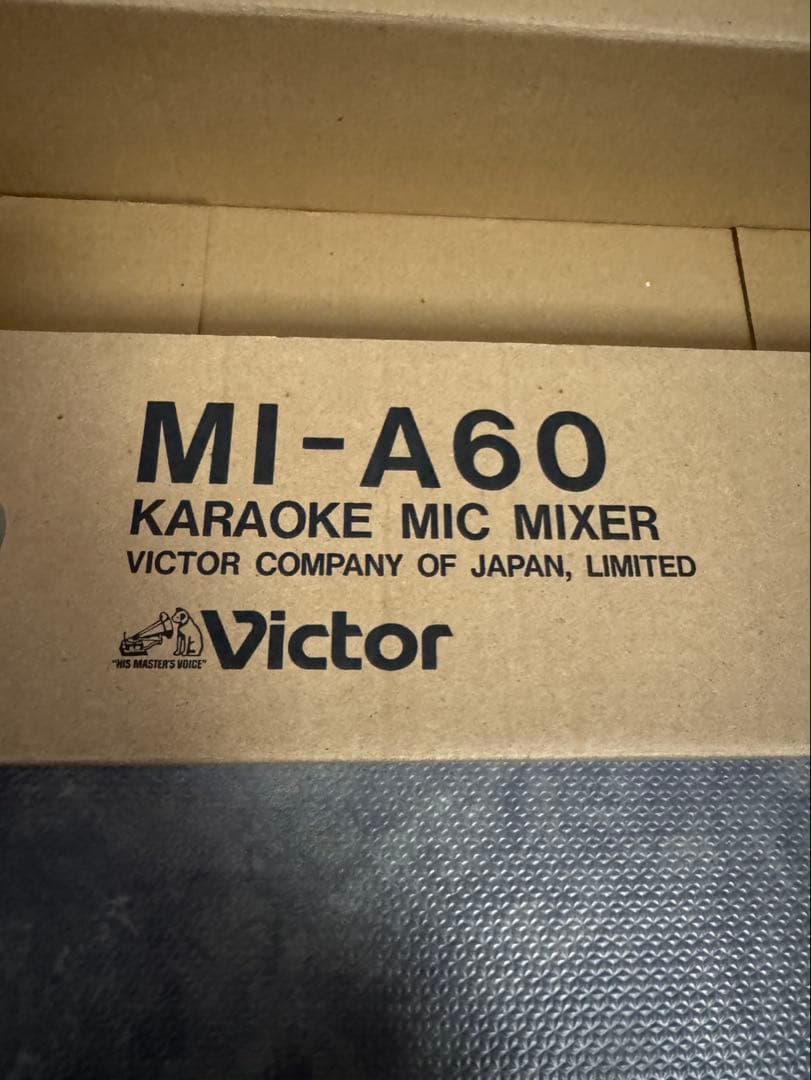 MI-A60
KARAOKE MIC MIXER
VICTOR COMPANY OF JAPAN, LIMITED
"HIS MASTER'S VOICE" Victor